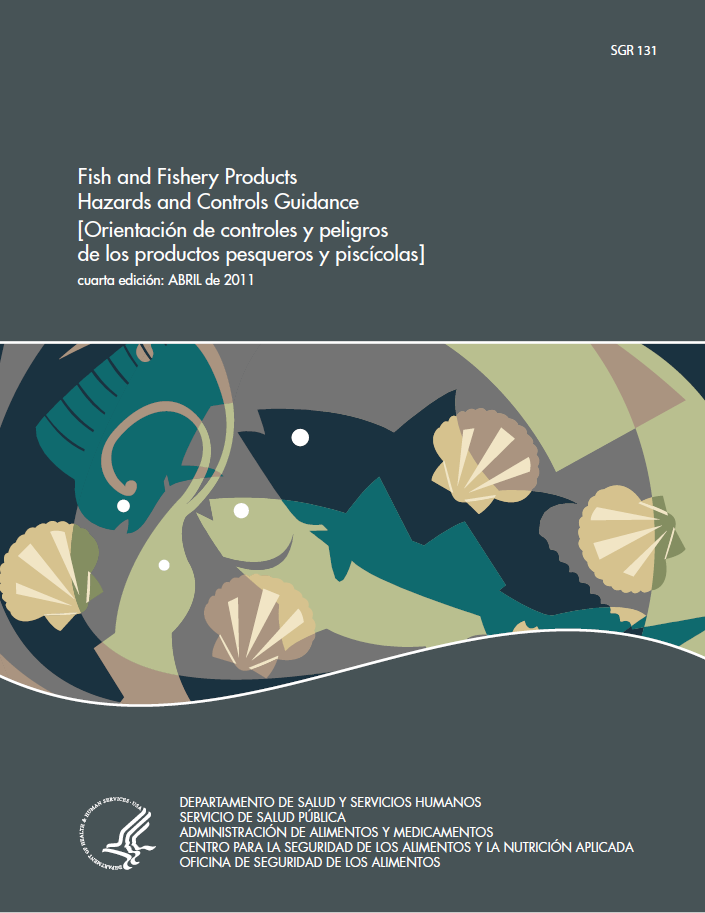 SGR 131
Fish and Fishery Products
Hazards and Controls Guidance
[Orientación de controles y peligros
de los productos pesqueros y piscícolas]
cuarta edición: ABRIL de 2011
DEPARTMENT OF HEALTH & HUMAN SERVICES • USA
DEPARTAMENTO DE SALUD Y SERVICIOS HUMANOS
SERVICIO DE SALUD PÚBLICA
ADMINISTRACIÓN DE ALIMENTOS Y MEDICAMENTOS
CENTRO PARA LA SEGURIDAD DE LOS ALIMENTOS Y LA NUTRICIÓN APLICADA
OFICINA DE SEGURIDAD DE LOS ALIMENTOS